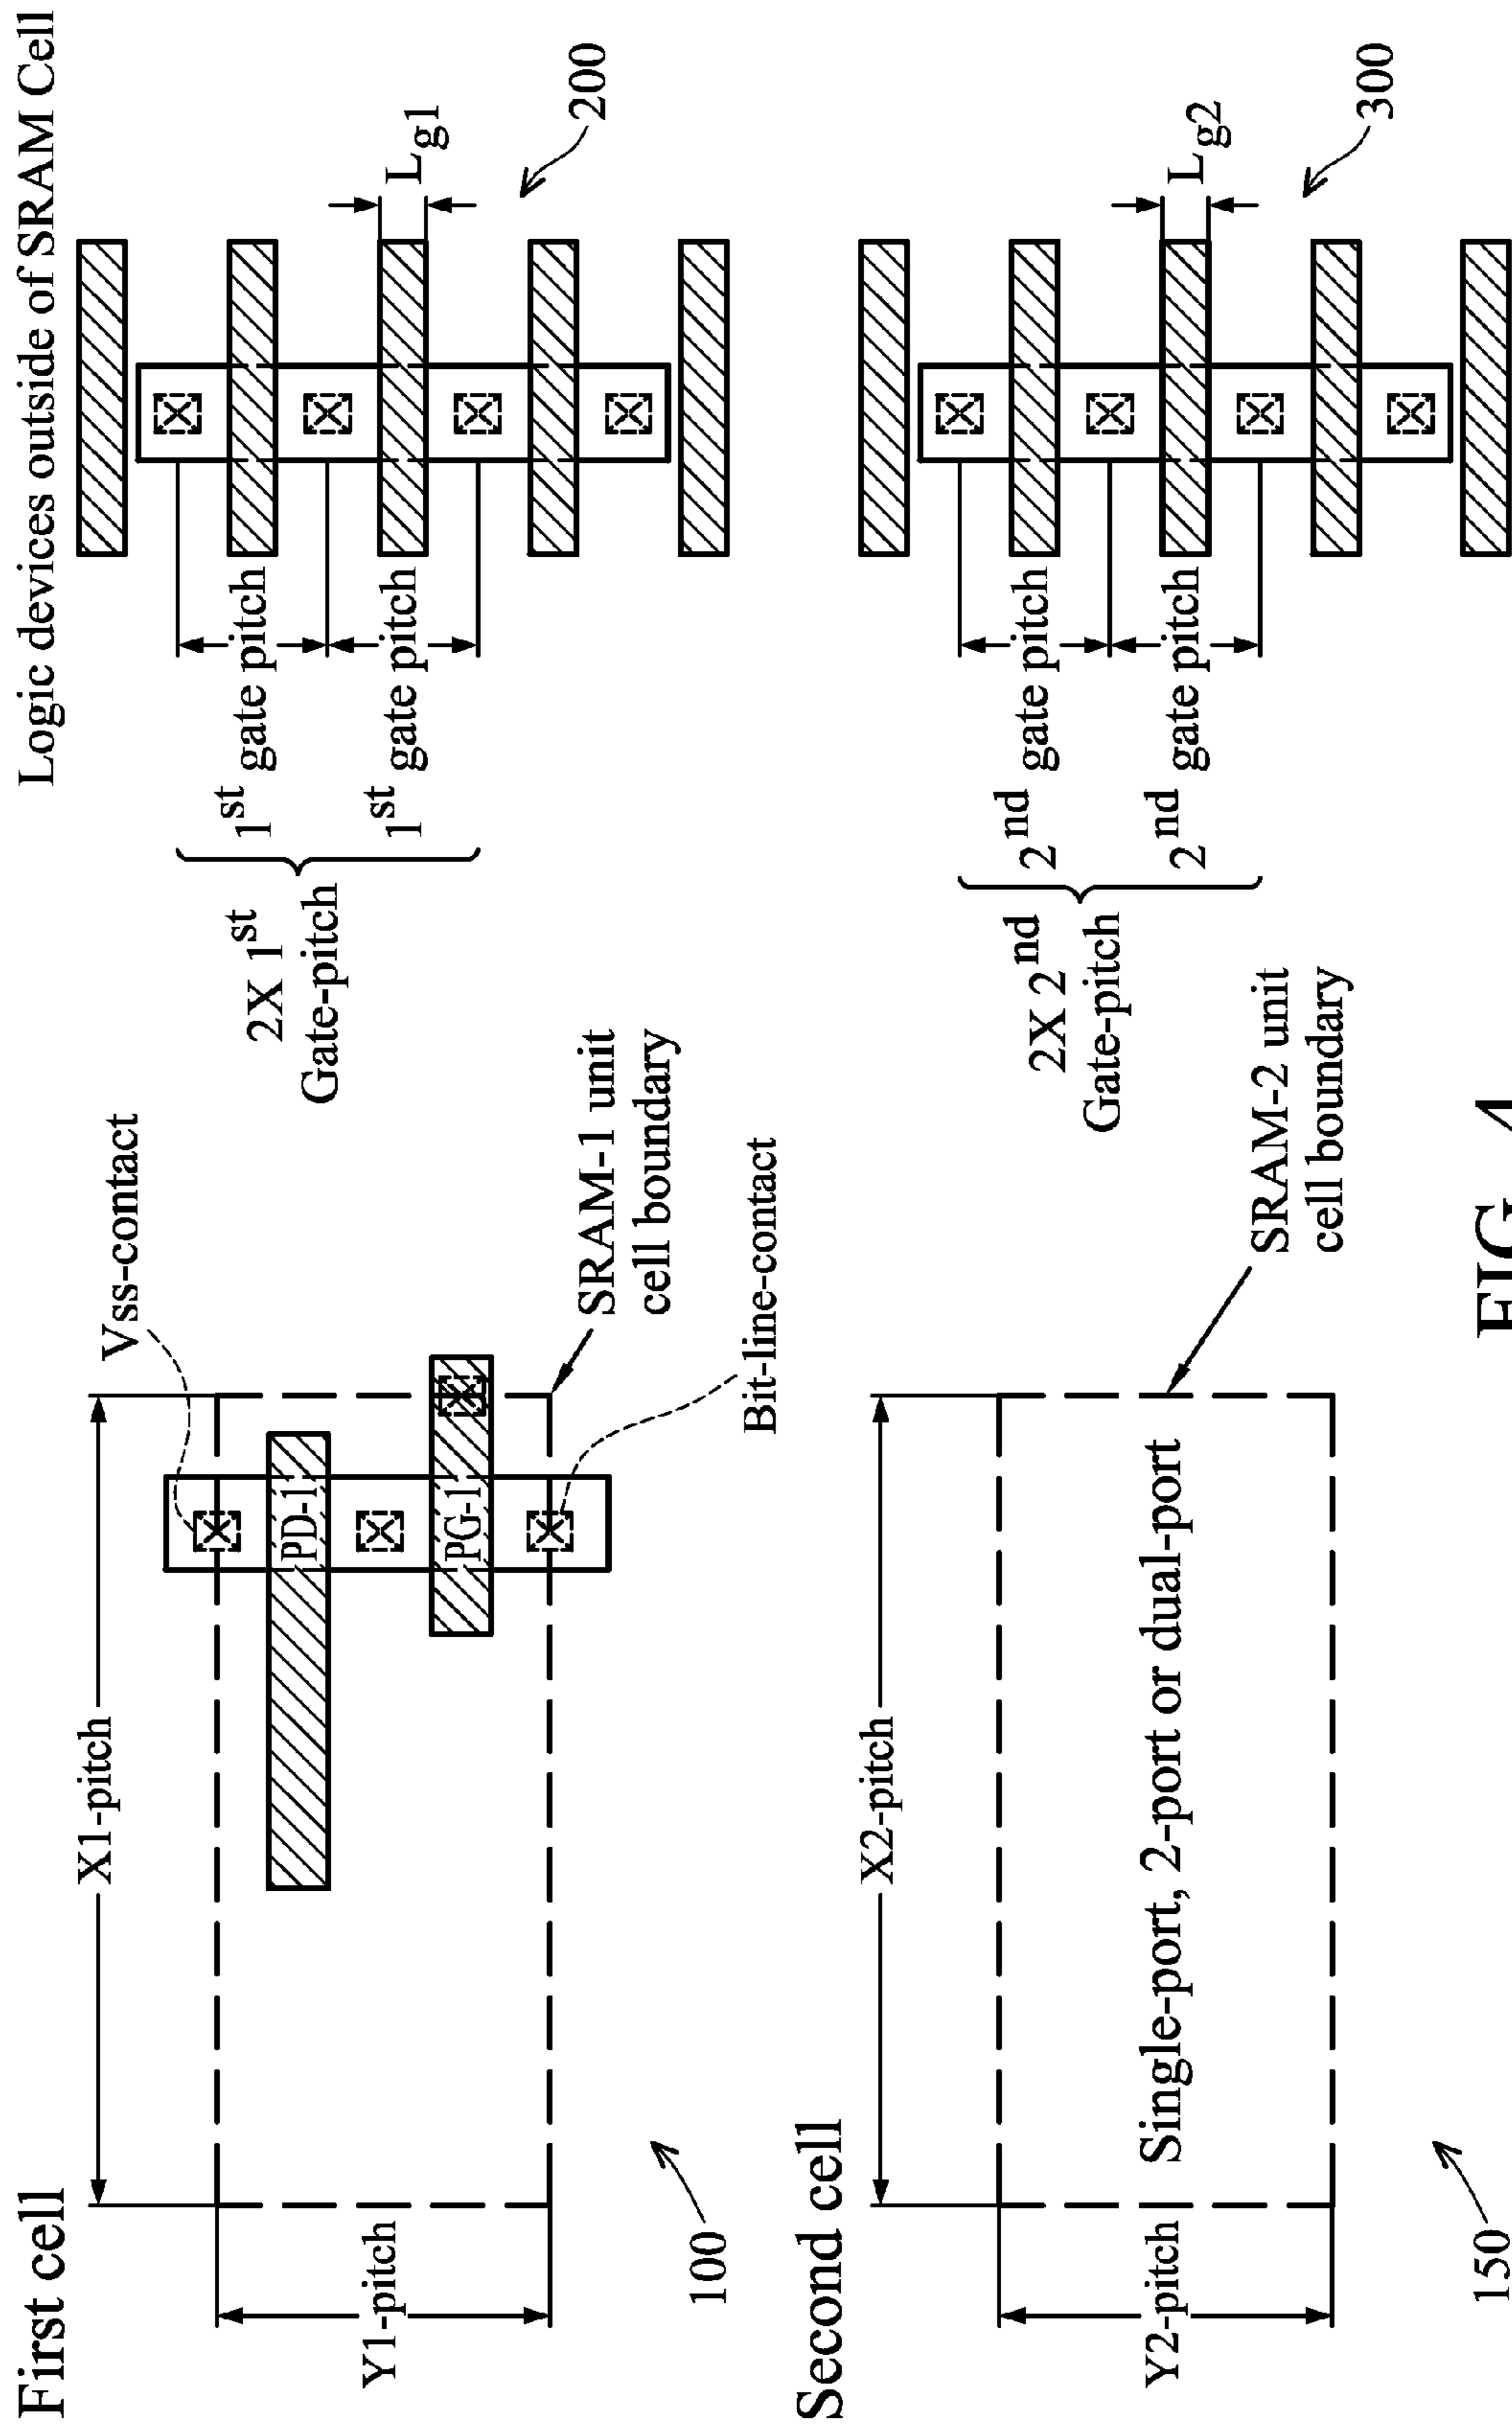 First cell
Logic devices outside of SRAM Cell
X1-pitch
Y1-pitch
Vss-contact
PD-1
PG-1
SRAM-1 unit
cell boundary
Bit-line-contact
100
2X 1st
Gate-pitch
1st gate pitch
1st gate pitch
Lg1
200
Second cell
X2-pitch
Y2-pitch
Single-port, 2-port or dual-port
SRAM-2 unit
cell boundary
150
2X 2nd
Gate-pitch
2nd gate pitch
2nd gate pitch
Lg2
300
FIG. 4